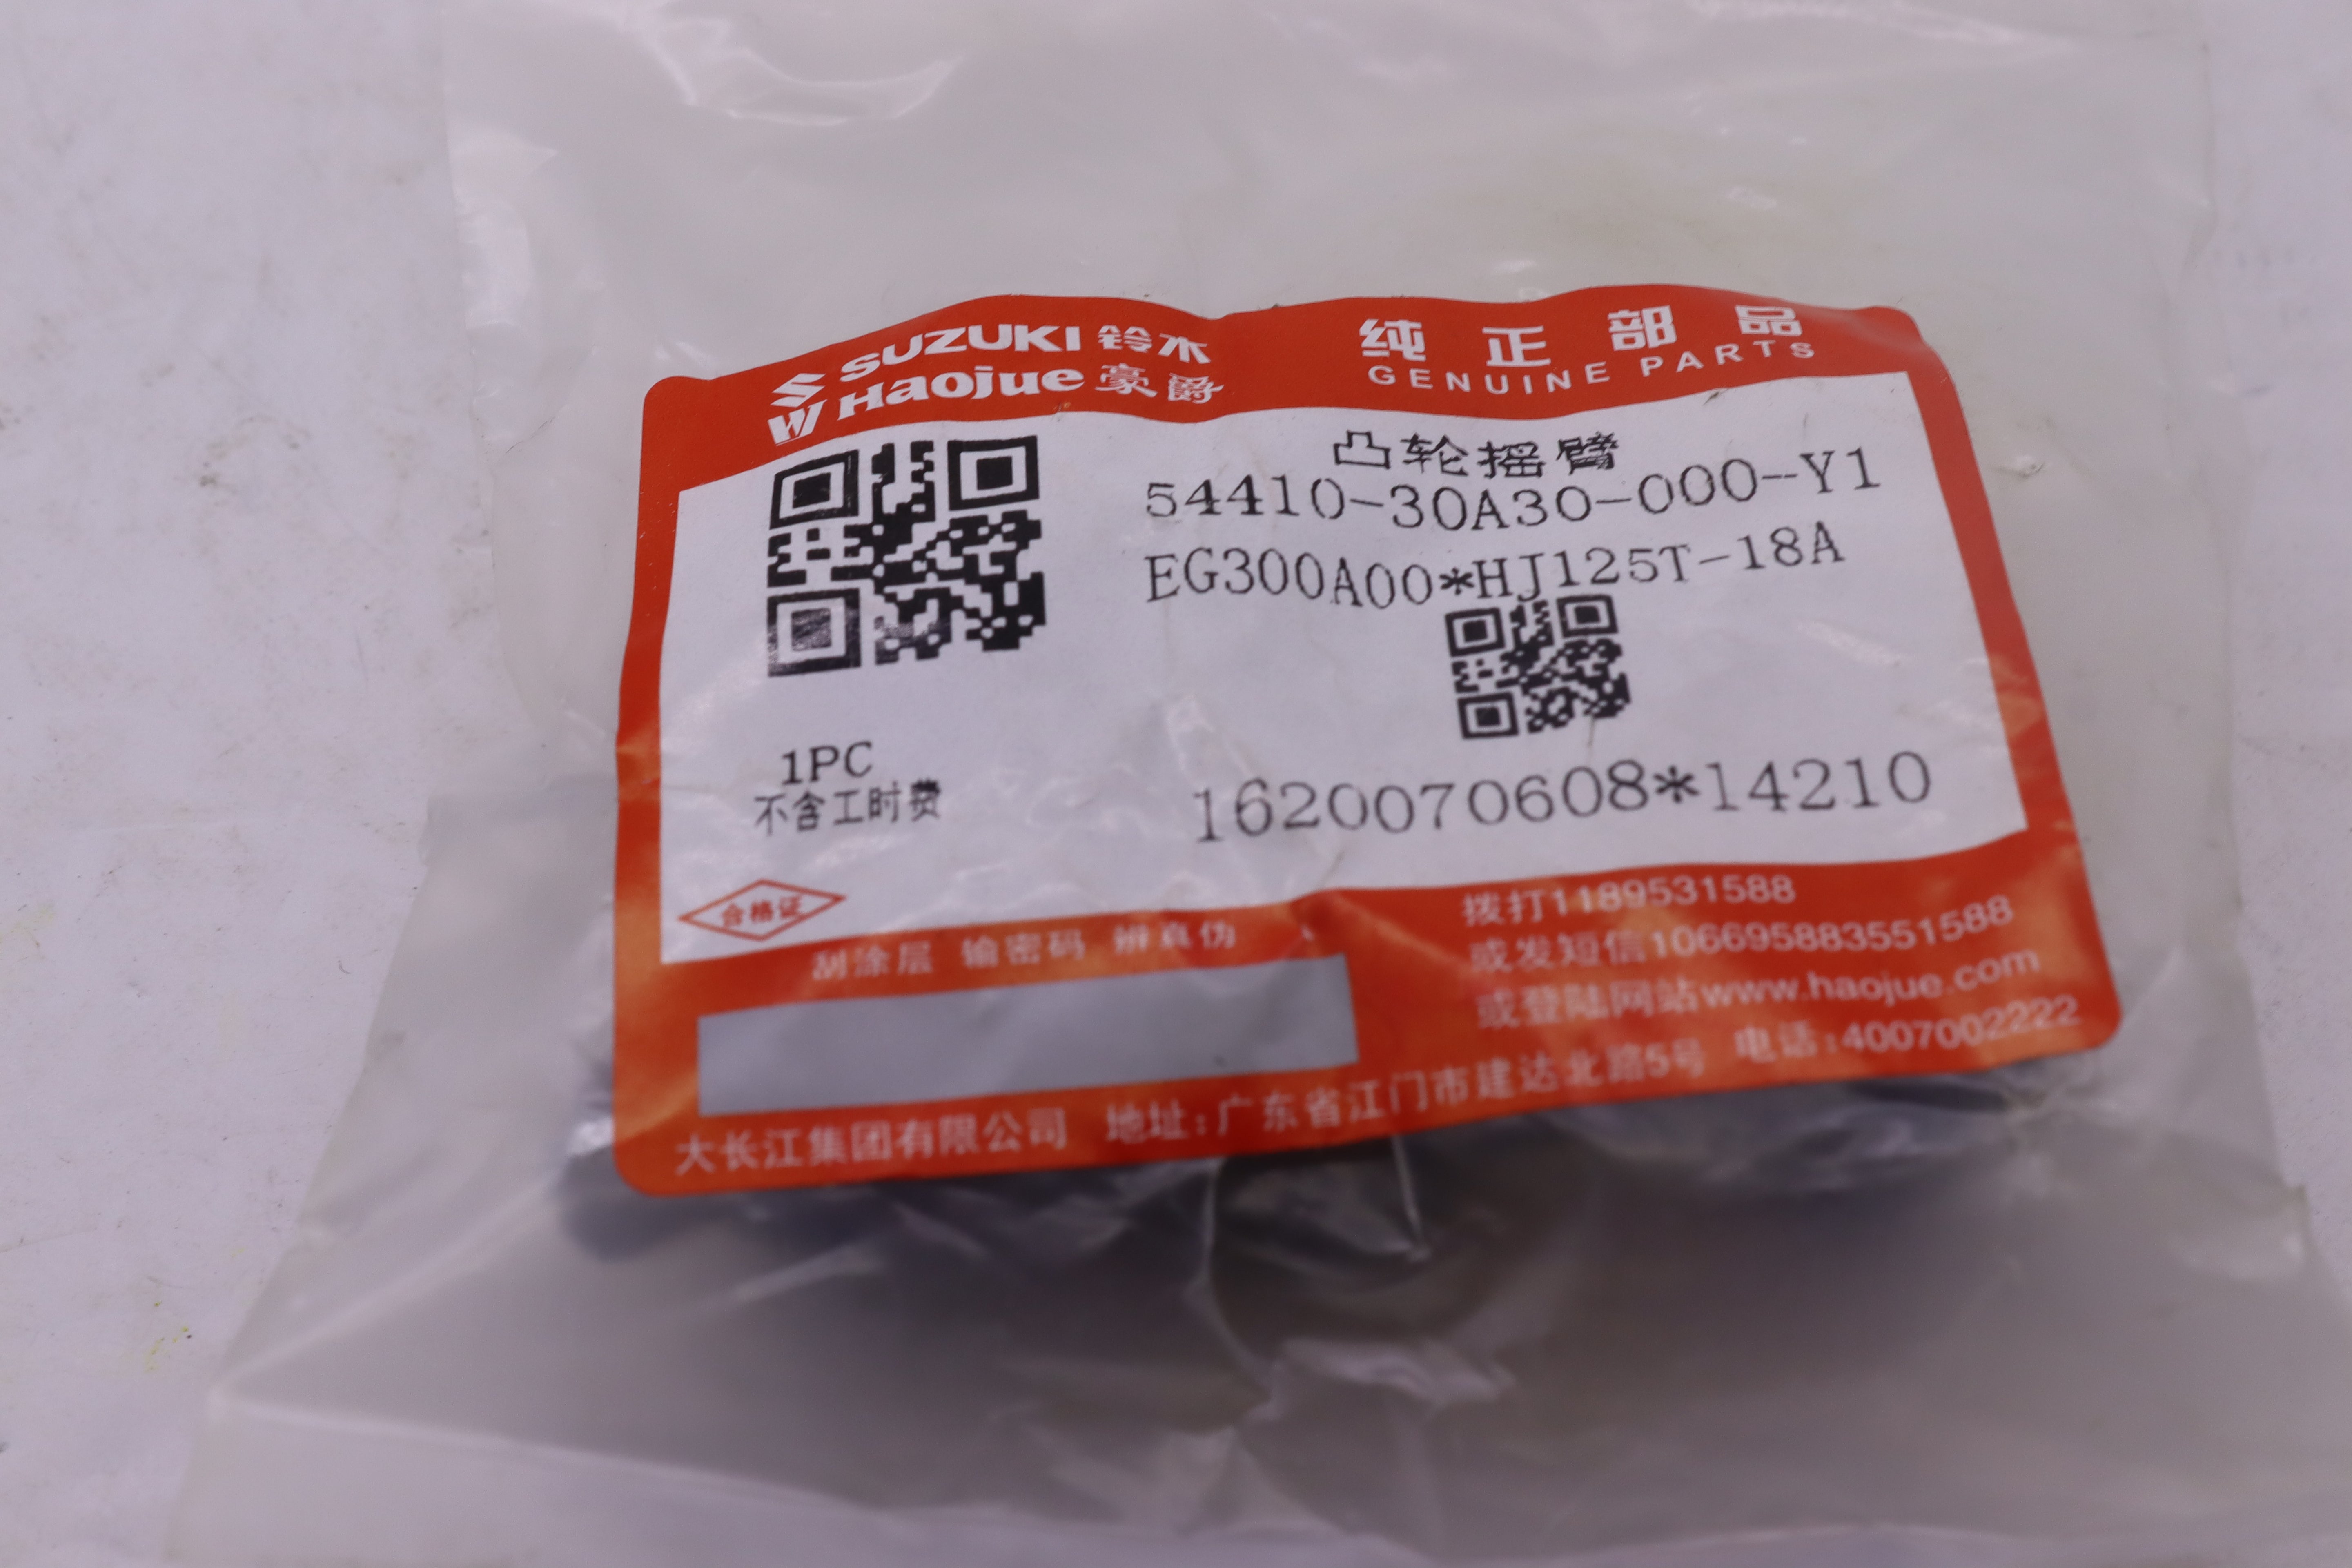 SUZUKI 铃木
Haojue 豪爵
纯正部品
GENUINE PARTS
凸轮摇臂
54410-30A30-000-Y1
EG300A00*HJ125T-18A
1PC
不含工时费
1620070608*14210
合格证
刮涂层 输密码 辨真伪
拨打1189531588
或发短信1066958883551588
或登陆网站www.haojue.com
大长江集团有限公司 地址:广东省江门市建达北路5号 电话:4007002222